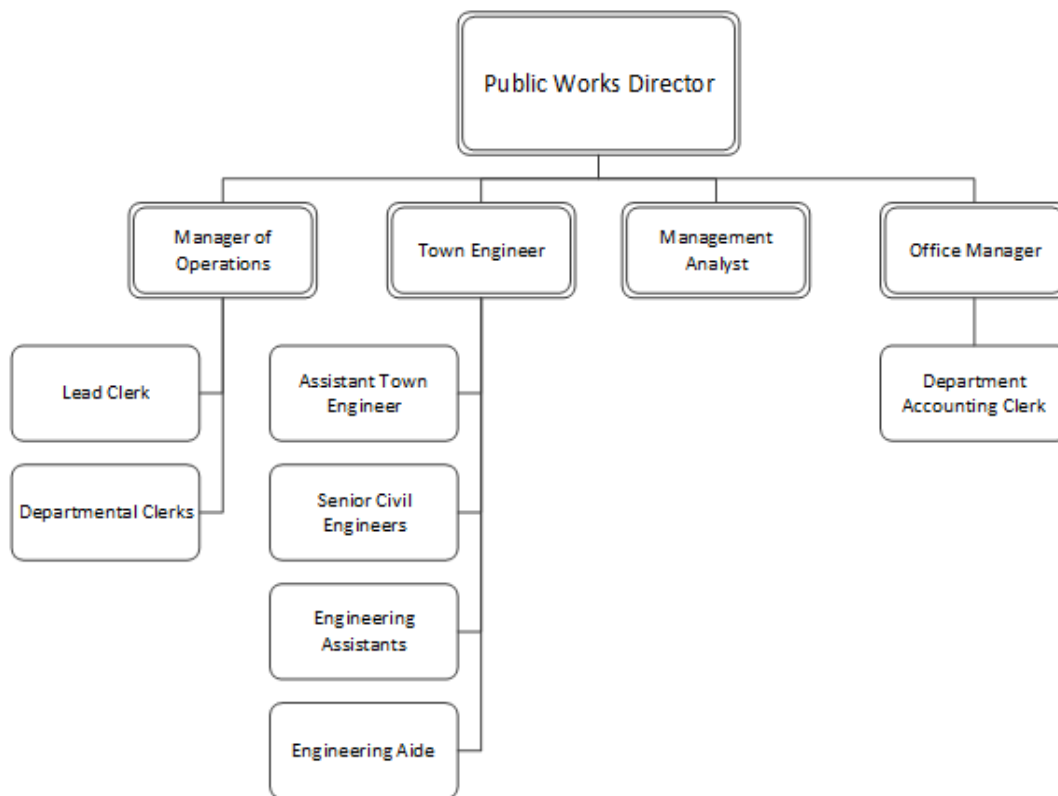 Public Works Director
Manager of
Operations
Town Engineer
Management
Analyst
Office Manager
Lead Clerk
Assistant Town
Engineer
Department
Accounting Clerk
Departmental Clerks
Senior Civil
Engineers
Engineering
Assistants
Engineering Aide